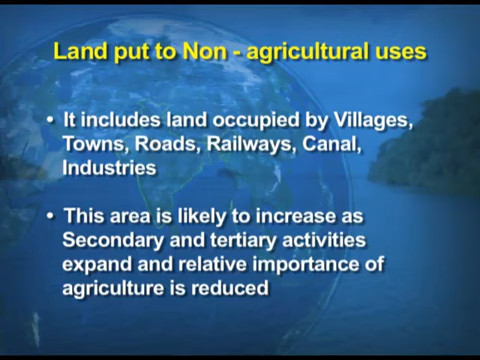 Land put to Non - agricultural uses
• It includes land occupied by Villages,
Towns, Roads, Railways, Canal,
Industries
• This area is likely to increase as
Secondary and tertiary activities
expand and relative importance of
agriculture is reduced